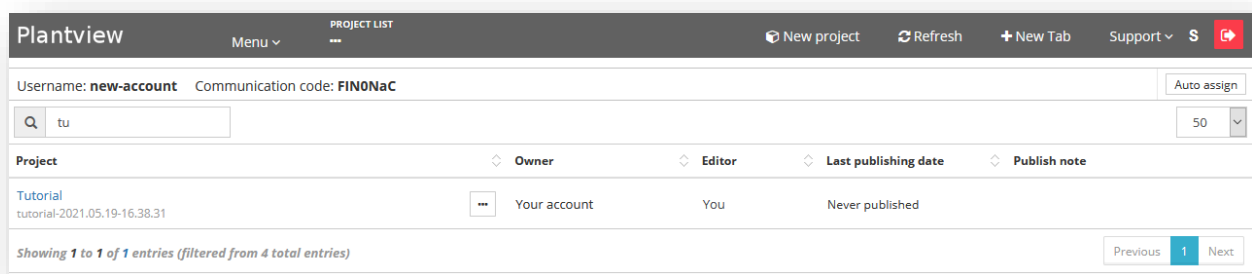 Plantview
Menu
PROJECT LIST
New project
Refresh
New Tab
Support
S
Username: new-account Communication code: FIN0NaC
Auto assign
tu
50
Project Owner Editor Last publishing date Publish note
Tutorial
tutorial-2021.05.19-16.38.31
... Your account You Never published
Showing 1 to 1 of 1 entries (filtered from 4 total entries)
Previous 1 Next